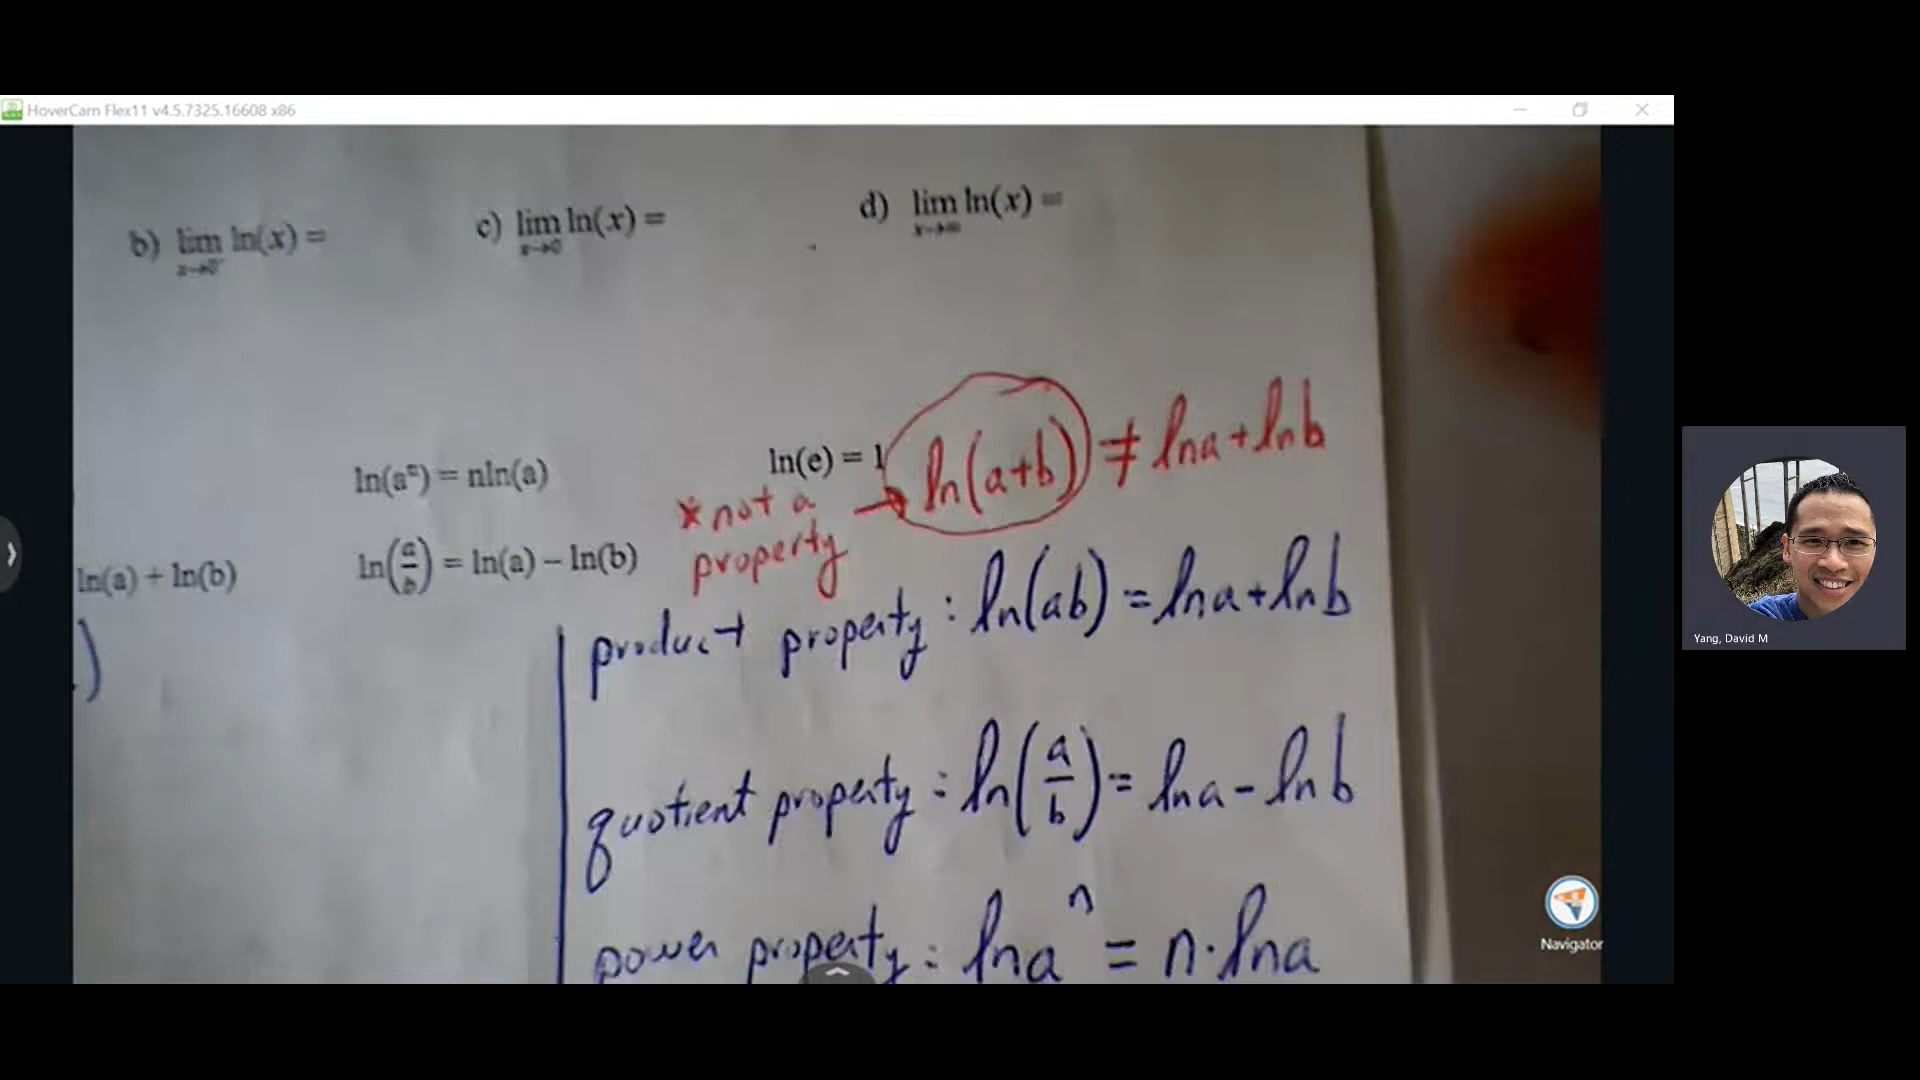 HoverCam Flex11 v4.5.7325.16608 x86
b) lim ln(x) = c) lim ln(x) = d) lim ln(x) =
x→0 x→∞
ln(aⁿ) = nln(a) ln(e) = 1 ln(a+b) ≠ lna + lnb
* not a →
property
ln(a) + ln(b) ln(a/b) = ln(a) – ln(b)
)
product property : ln(ab) = lna + lnb
quotient property : ln(a/b) = lna - lnb
power property : lnaⁿ = n·lna
Navigator
Yang, David M